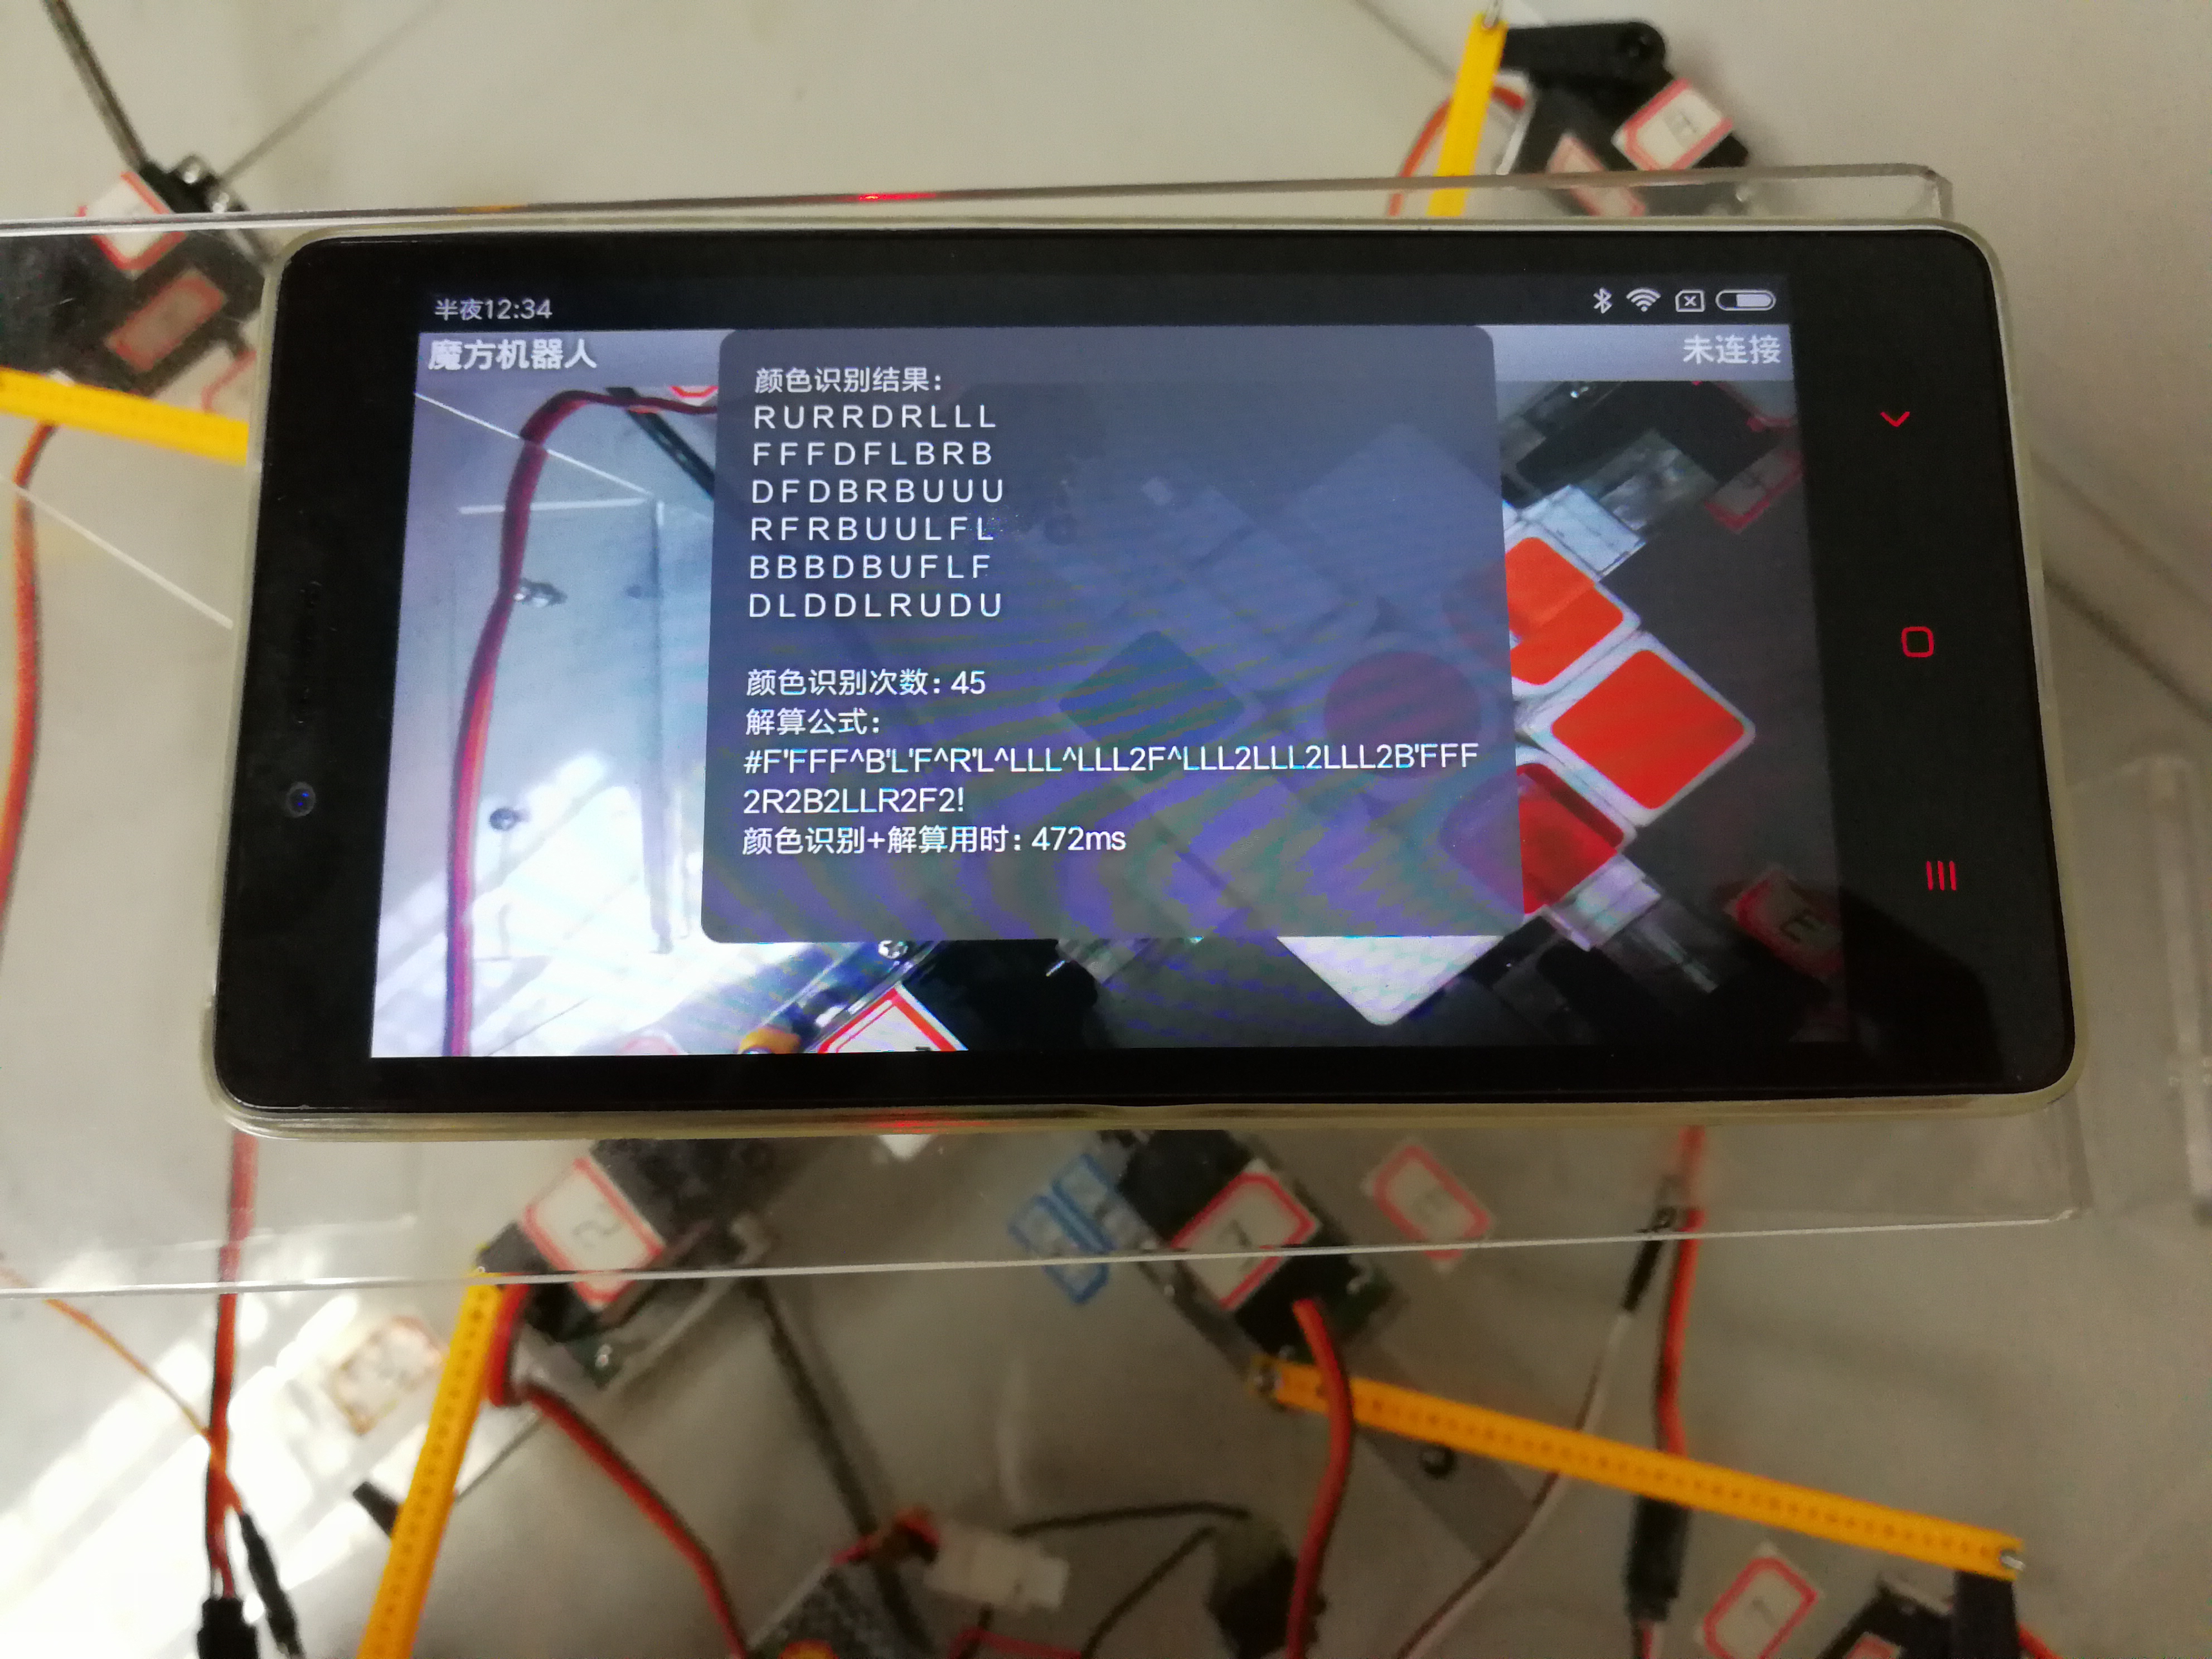 半夜12:34
魔方机器人
未连接
颜色识别结果:
RURRDRLLL
FFFDFLBRB
DFDBRBUUU
RFRBUULFL
BBBDBUFLF
DLDDLRUDU
颜色识别次数: 45
解算公式:
#F'FFF^B'L'F^R'L^LLL^LLL2F^LLL2LLL2LLL2B'FFF
2R2B2LLR2F2!
颜色识别+解算用时: 472ms
2
7